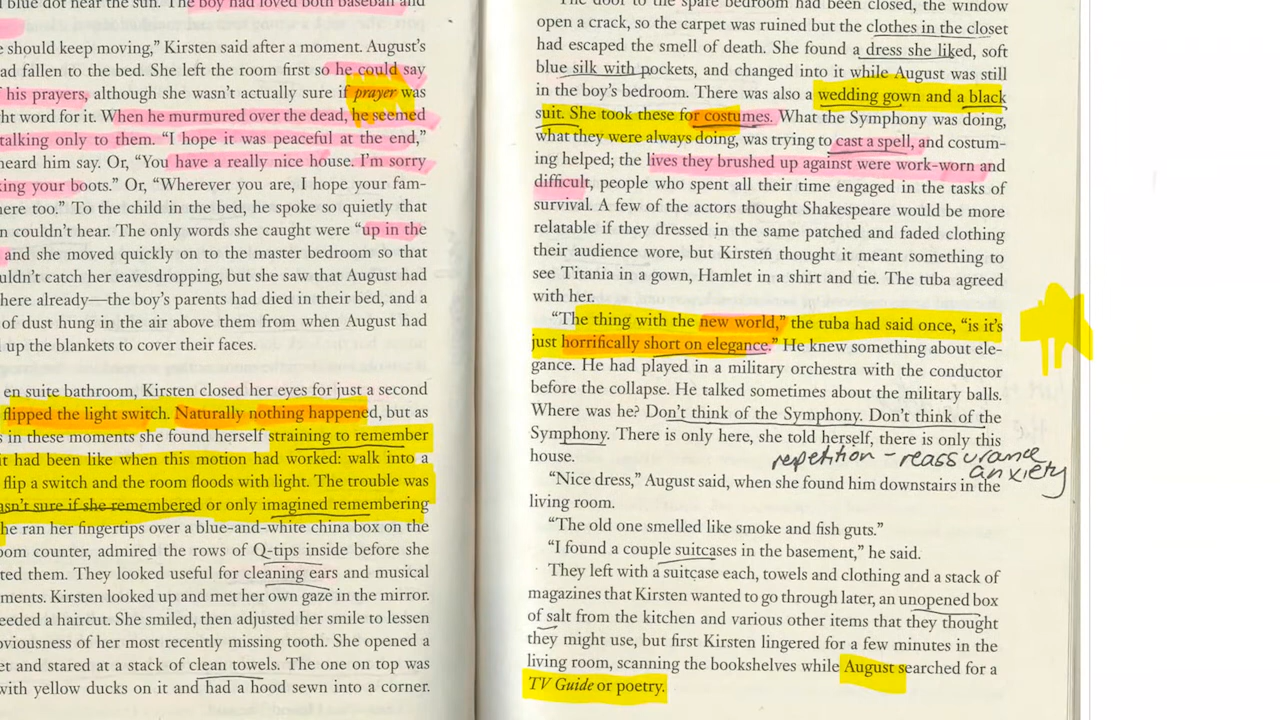 blue dot near the sun. The boy had loved both baseball and
should keep moving," Kirsten said after a moment. August's
ad fallen to the bed. She left the room first so he could say
his prayers, although she wasn't actually sure if prayer was
ht word for it. When he murmured over the dead, he seemed
talking only to them. "I hope it was peaceful at the end,"
heard him say. Or, "You have a really nice house. I'm sorry
king your boots." Or, "Wherever you are, I hope your fam-
ere too." To the child in the bed, he spoke so quietly that
n couldn't hear. The only words she caught were "up in the
and she moved quickly on to the master bedroom so that
uldn't catch her eavesdropping, but she saw that August had
here already—the boy's parents had died in their bed, and a
of dust hung in the air above them from when August had
up the blankets to cover their faces.
en suite bathroom, Kirsten closed her eyes for just a second
flipped the light switch. Naturally nothing happened, but as
s in these moments she found herself straining to remember
it had been like when this motion had worked: walk into a
flip a switch and the room floods with light. The trouble was
asn't sure if she remembered or only imagined remembering
he ran her fingertips over a blue-and-white china box on the
oom counter, admired the rows of Q-tips inside before she
ted them. They looked useful for cleaning ears and musical
ments. Kirsten looked up and met her own gaze in the mirror.
eeded a haircut. She smiled, then adjusted her smile to lessen
bviousness of her most recently missing tooth. She opened a
et and stared at a stack of clean towels. The one on top was
with yellow ducks on it and had a hood sewn into a corner.
The door to the spare bedroom had been closed, the window
open a crack, so the carpet was ruined but the clothes in the closet
had escaped the smell of death. She found a dress she liked, soft
blue silk with pockets, and changed into it while August was still
in the boy's bedroom. There was also a wedding gown and a black
suit. She took these for costumes. What the Symphony was doing,
what they were always doing, was trying to cast a spell, and costum-
ing helped; the lives they brushed up against were work-worn and
difficult, people who spent all their time engaged in the tasks of
survival. A few of the actors thought Shakespeare would be more
relatable if they dressed in the same patched and faded clothing
their audience wore, but Kirsten thought it meant something to
see Titania in a gown, Hamlet in a shirt and tie. The tuba agreed
with her.
"The thing with the new world," the tuba had said once, "is it's
just horrifically short on elegance." He knew something about ele-
gance. He had played in a military orchestra with the conductor
before the collapse. He talked sometimes about the military balls.
Where was he? Don't think of the Symphony. Don't think of the
Symphony. There is only here, she told herself, there is only this
house.
repetition - reassurance
anxiety
"Nice dress," August said, when she found him downstairs in the
living room.
"The old one smelled like smoke and fish guts."
"I found a couple suitcases in the basement," he said.
They left with a suitcase each, towels and clothing and a stack of
magazines that Kirsten wanted to go through later, an unopened box
of salt from the kitchen and various other items that they thought
they might use, but first Kirsten lingered for a few minutes in the
living room, scanning the bookshelves while August searched for a
TV Guide or poetry.